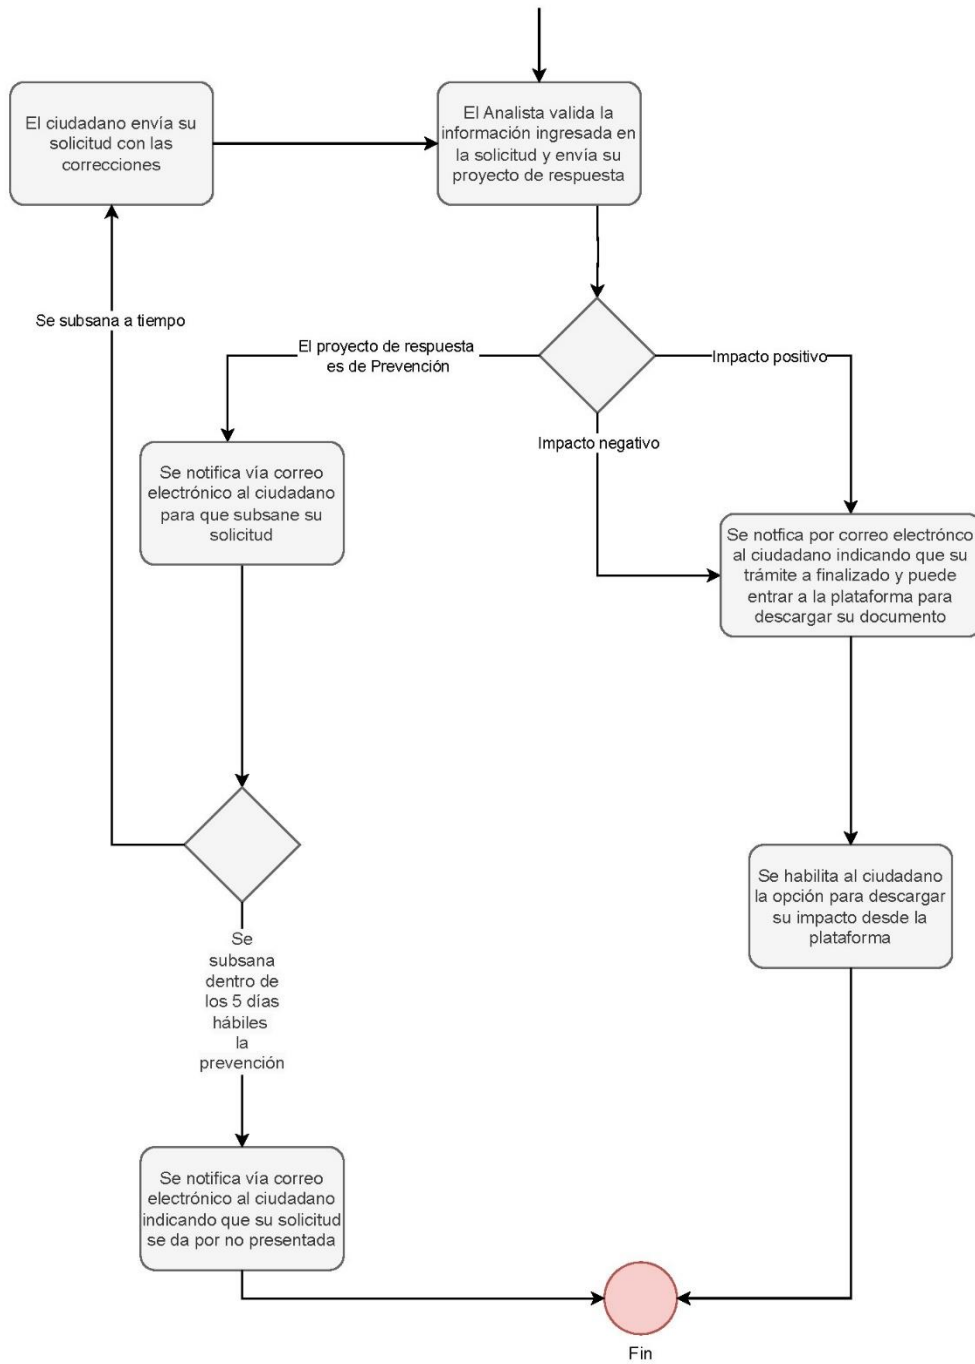 El ciudadano envía su
solicitud con las
correcciones
El Analista valida la
información ingresada en
la solicitud y envía su
proyecto de respuesta
Se subsana a tiempo
El proyecto de respuesta
es de Prevención
Impacto positivo
Impacto negativo
Se notifica vía correo
electrónico al ciudadano
para que subsane su
solicitud
Se notfica por correo electrónco
al ciudadano indicando que su
trámite a finalizado y puede
entrar a la plataforma para
descargar su documento
Se habilita al ciudadano
la opción para descargar
su impacto desde la
plataforma
Se
subsana
dentro de
los 5 días
hábiles
la
prevención
Se notifica vía correo
electrónico al ciudadano
indicando que su solicitud
se da por no presentada
Fin